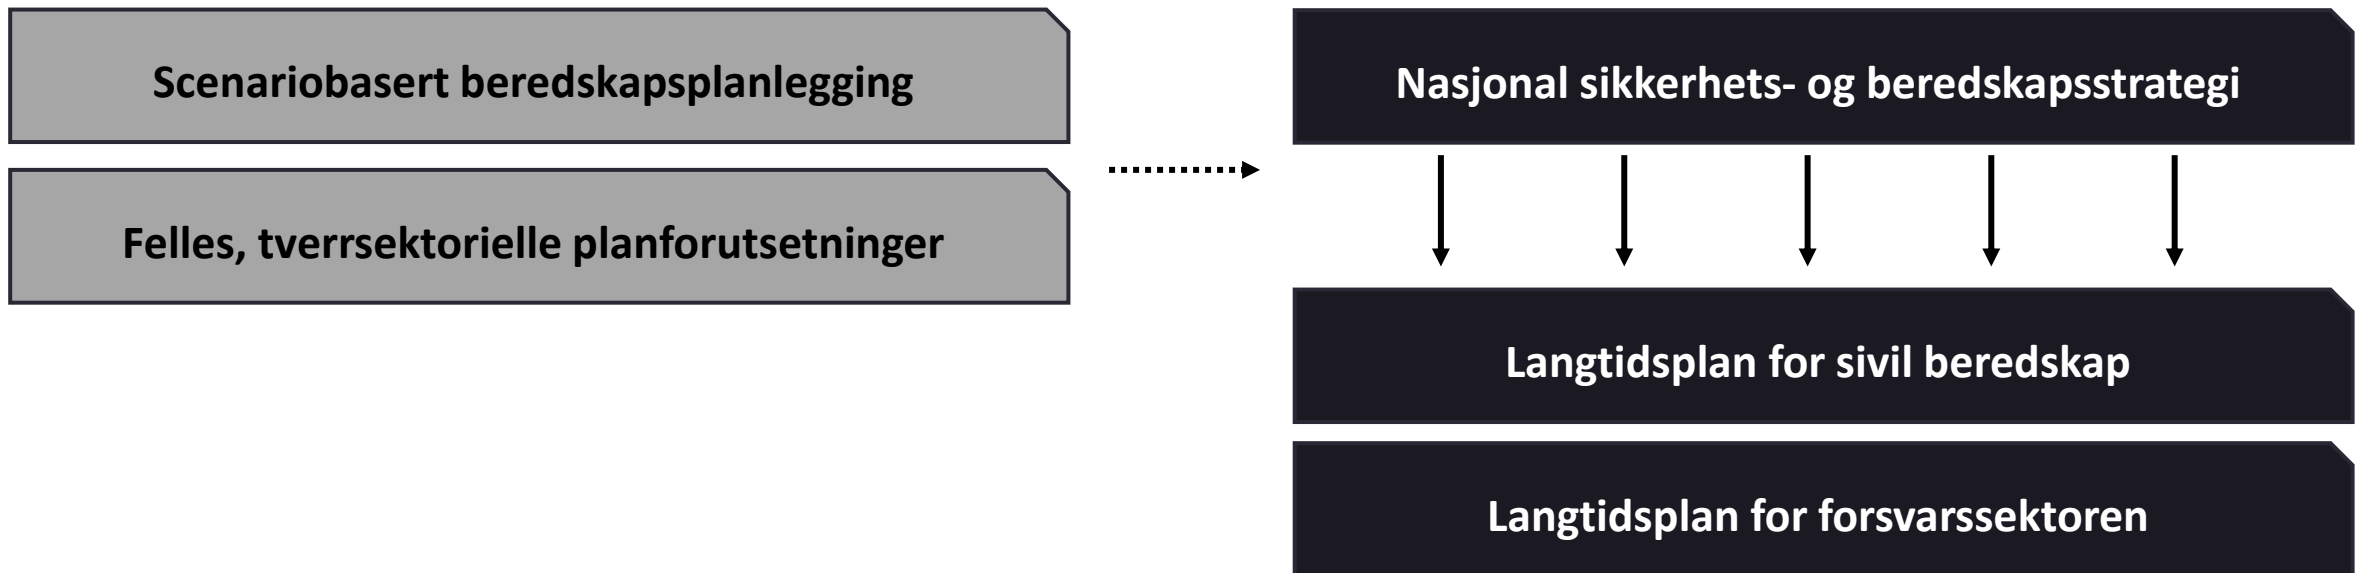 Scenariobasert beredskapsplanlegging
Felles, tverrsektorielle planforutsetninger
Nasjonal sikkerhets- og beredskapsstrategi
Langtidsplan for sivil beredskap
Langtidsplan for forsvarssektoren